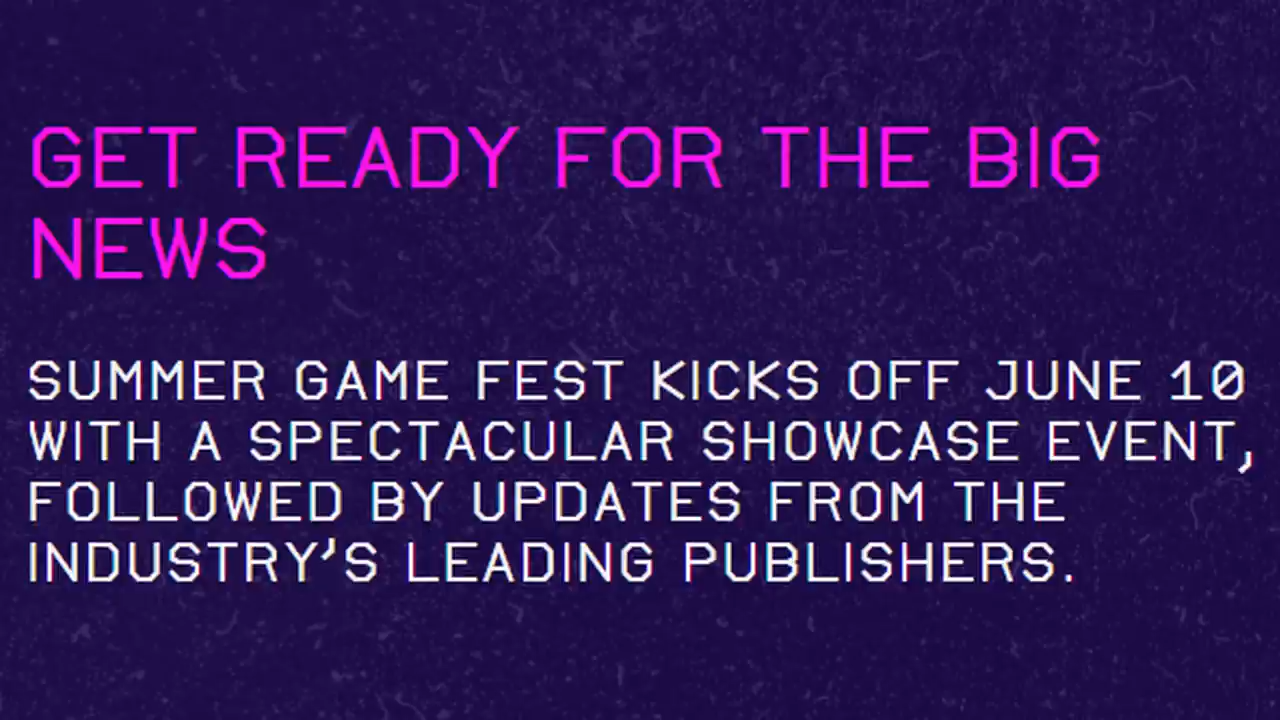 GET READY FOR THE BIG
NEWS
SUMMER GAME FEST KICKS OFF JUNE 10
WITH A SPECTACULAR SHOWCASE EVENT,
FOLLOWED BY UPDATES FROM THE
INDUSTRY'S LEADING PUBLISHERS.